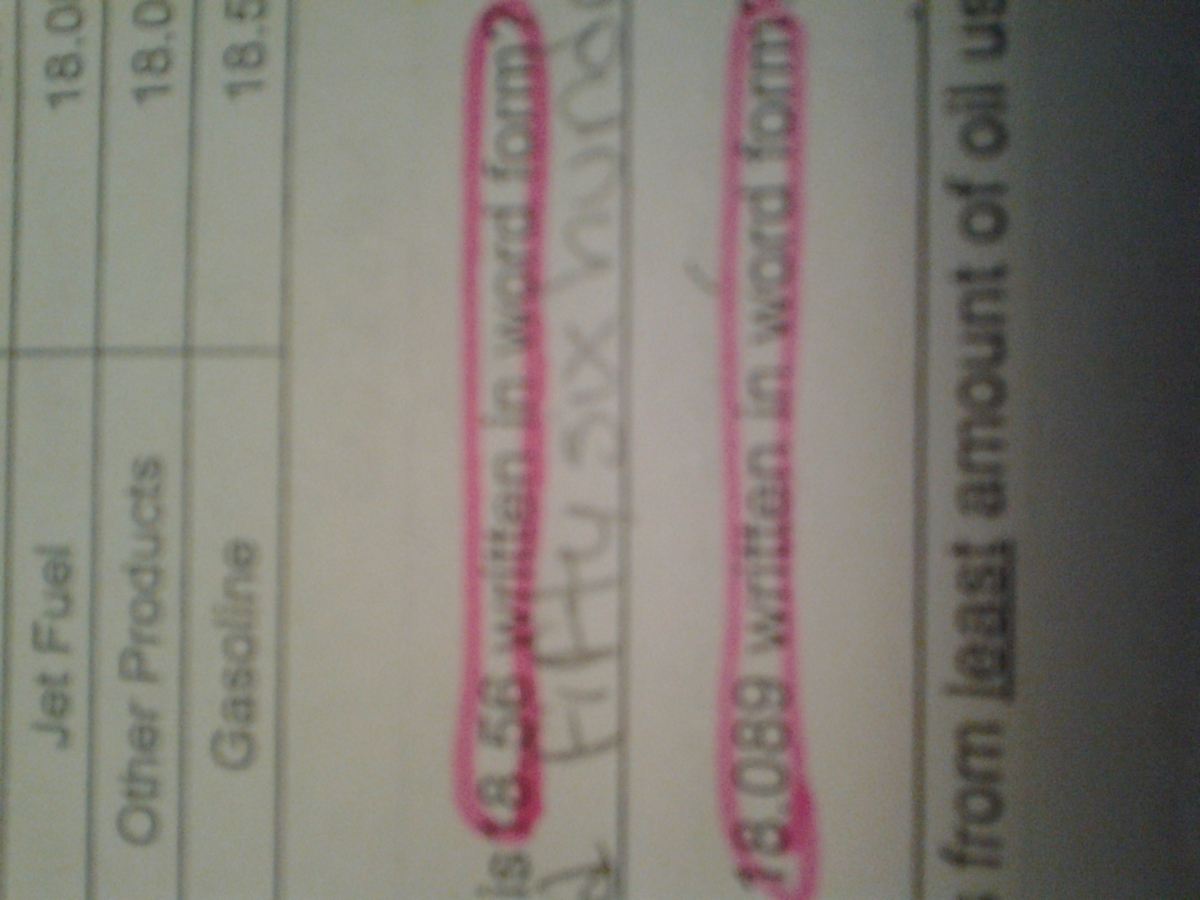 Jet Fuel 18.0
Other Products 18.0
Gasoline 18.5
is 18.56 written in word form?
d Fifty six hund
18.089 written in word form?
from least amount of oil us